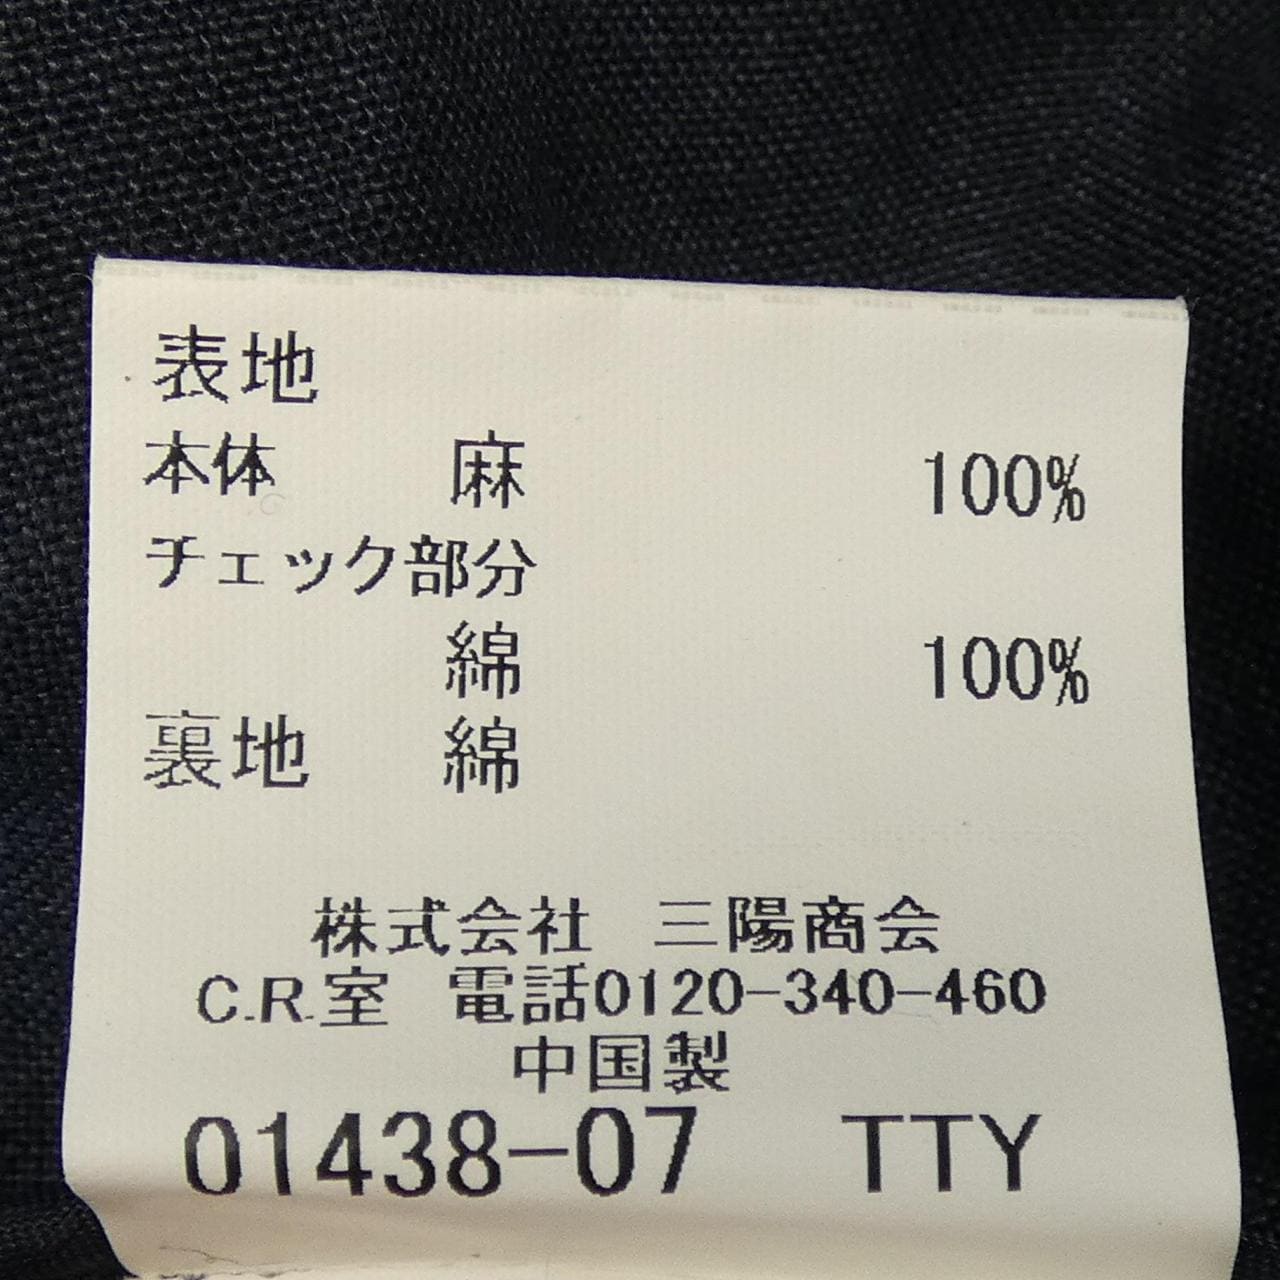 表地
本体 麻 100%
チェック部分
綿 100%
裏地 綿
株式会社 三陽商会
C.R.室 電話0120-340-460
中国製
01438-07 TTY